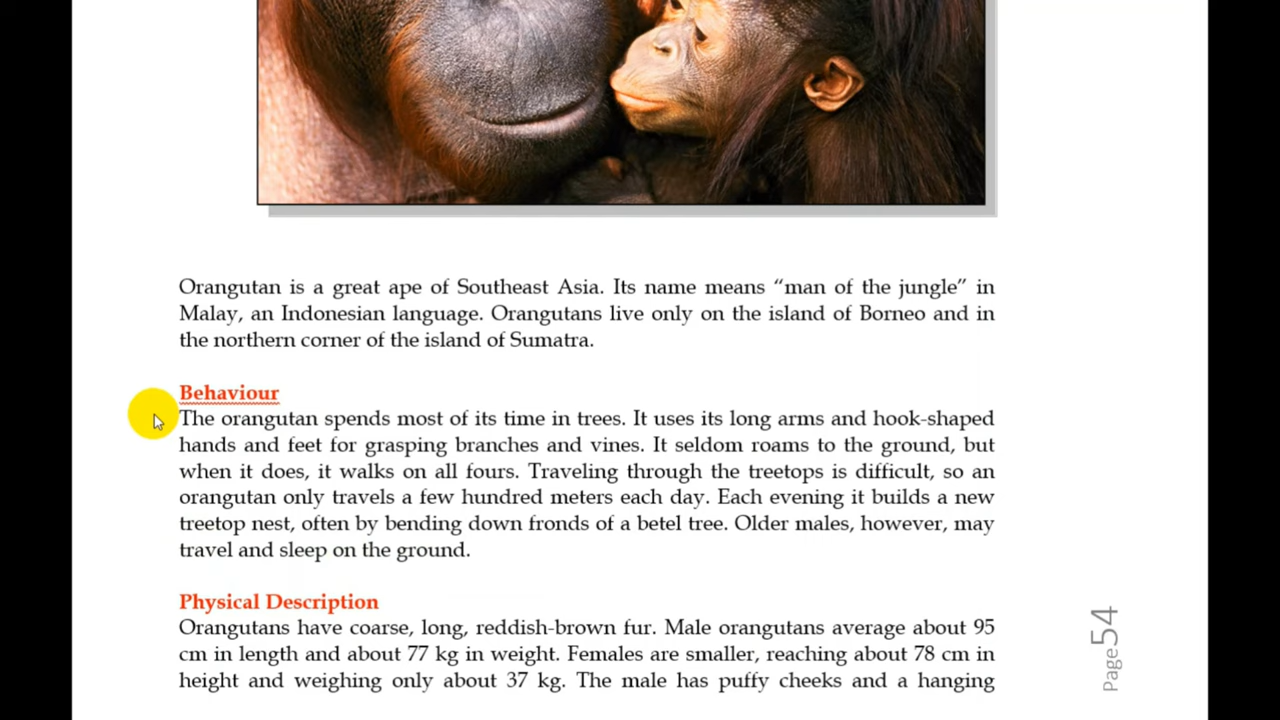 Orangutan is a great ape of Southeast Asia. Its name means “man of the jungle” in
Malay, an Indonesian language. Orangutans live only on the island of Borneo and in
the northern corner of the island of Sumatra.
Behaviour
The orangutan spends most of its time in trees. It uses its long arms and hook-shaped
hands and feet for grasping branches and vines. It seldom roams to the ground, but
when it does, it walks on all fours. Traveling through the treetops is difficult, so an
orangutan only travels a few hundred meters each day. Each evening it builds a new
treetop nest, often by bending down fronds of a betel tree. Older males, however, may
travel and sleep on the ground.
Physical Description
Orangutans have coarse, long, reddish-brown fur. Male orangutans average about 95
cm in length and about 77 kg in weight. Females are smaller, reaching about 78 cm in
height and weighing only about 37 kg. The male has puffy cheeks and a hanging
Page 54